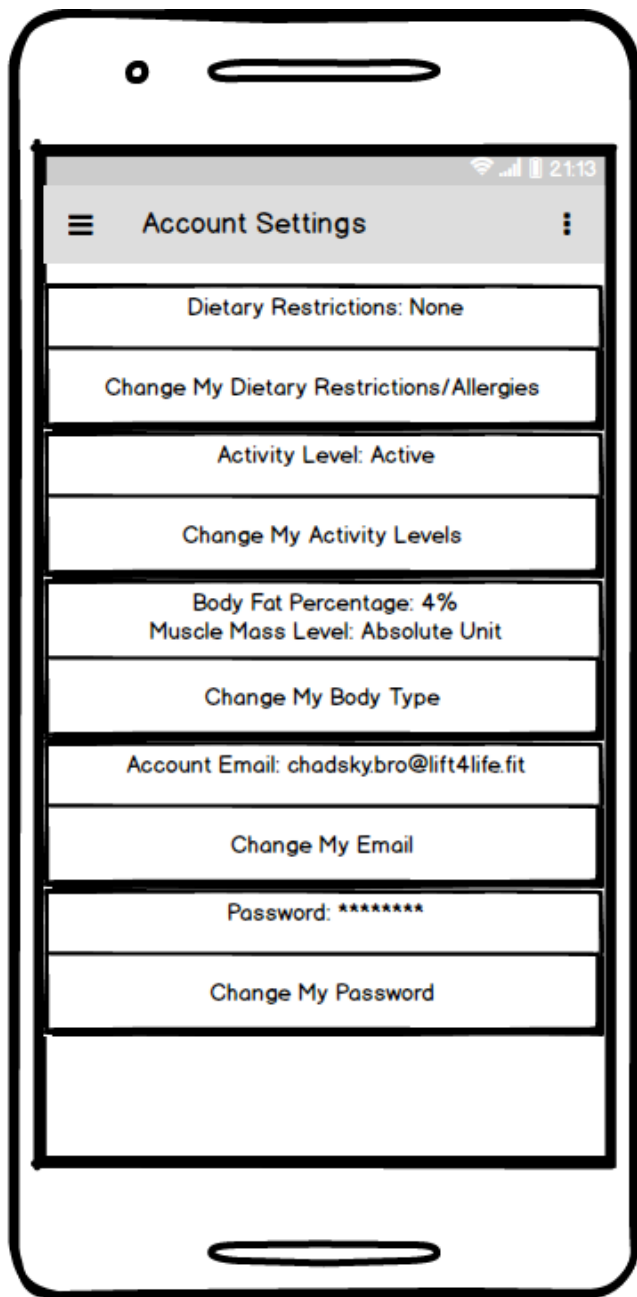 21:13
Account Settings
Dietary Restrictions: None
Change My Dietary Restrictions/Allergies
Activity Level: Active
Change My Activity Levels
Body Fat Percentage: 4%
Muscle Mass Level: Absolute Unit
Change My Body Type
Account Email: chadsky.bro@lift4life.fit
Change My Email
Password: ********
Change My Password